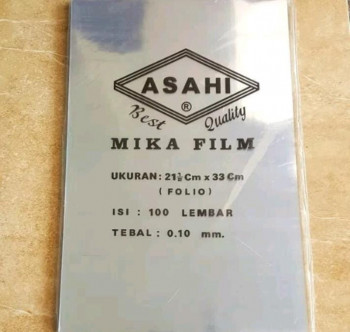 ASAHI
®
Best Quality
MIKA FILM
UKURAN: 21½ Cm x 33 Cm
( FOLIO )
ISI : 100 LEMBAR
TEBAL : 0.10 mm.